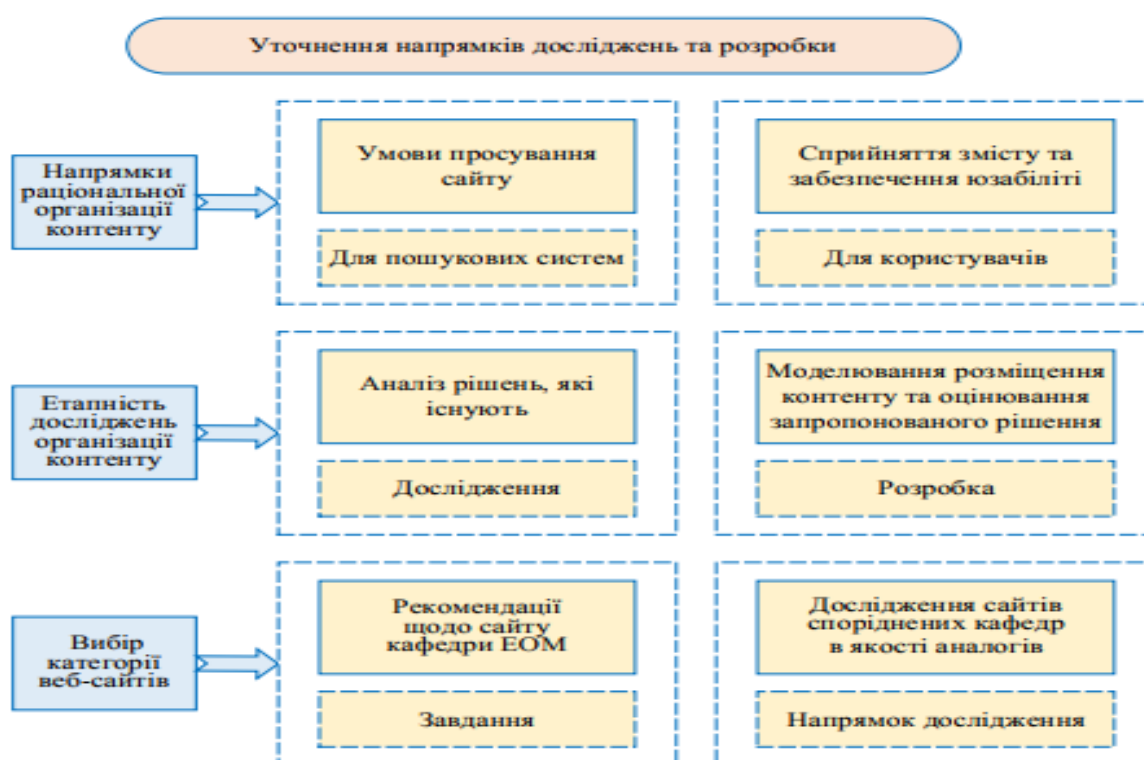 Уточнення напрямків досліджень та розробки
Напрямки
раціональної
організації
контенту
Умови просування
сайту
Для пошукових систем
Сприйняття змісту та
забезпечення юзабіліті
Для користувачів
Етапність
досліджень
організації
контенту
Аналіз рішень, які
існують
Дослідження
Моделювання розміщення
контенту та оцінювання
запропонованого рішення
Розробка
Вибір
категорії
веб-сайтів
Рекомендації
щодо сайту
кафедри ЕОМ
Завдання
Дослідження сайтів
споріднених кафедр
в якості аналогів
Напрямок дослідження